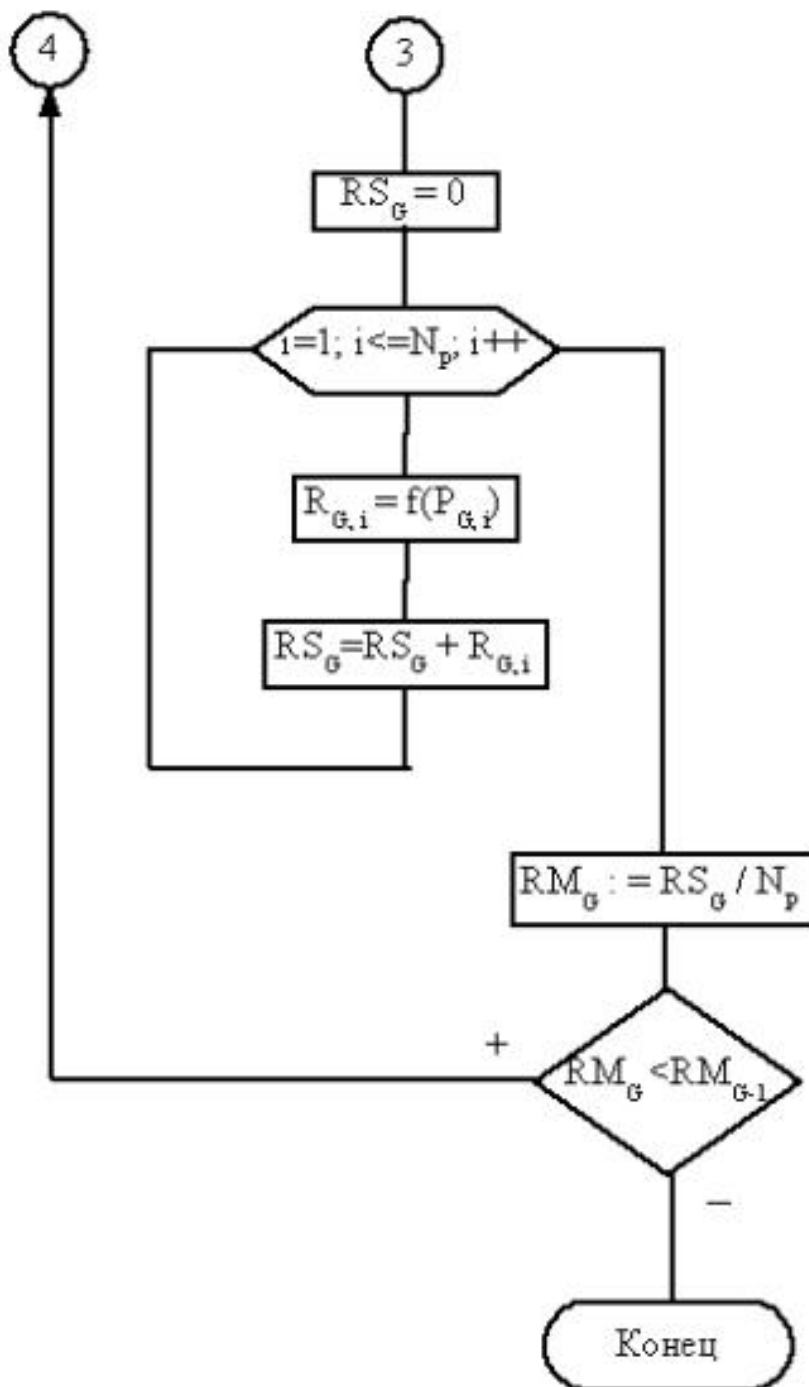 4
3
RS_G = 0
i=1; i<=N_p; i++
R_G,i = f(P_G,i)
RS_G=RS_G + R_G,i
RM_G := RS_G / N_p
+
RM_G <RM_G-1
−
Конец